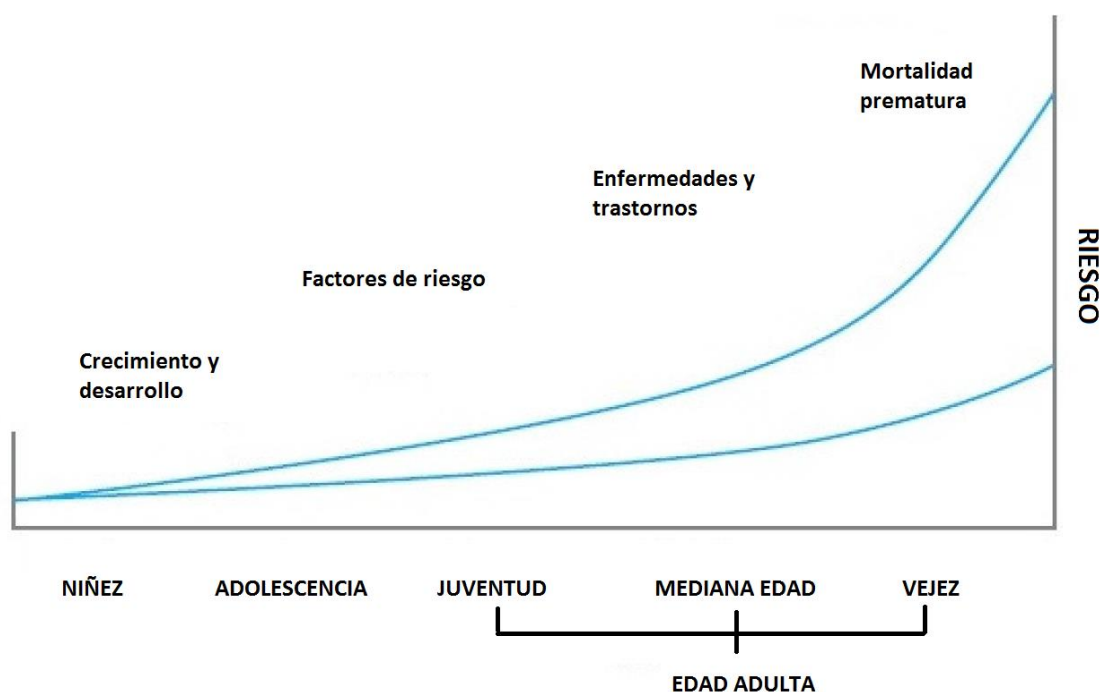 Mortalidad
prematura
Enfermedades y
trastornos
Factores de riesgo
Crecimiento y
desarrollo
RIESGO
NIÑEZ ADOLESCENCIA JUVENTUD MEDIANA EDAD VEJEZ
EDAD ADULTA